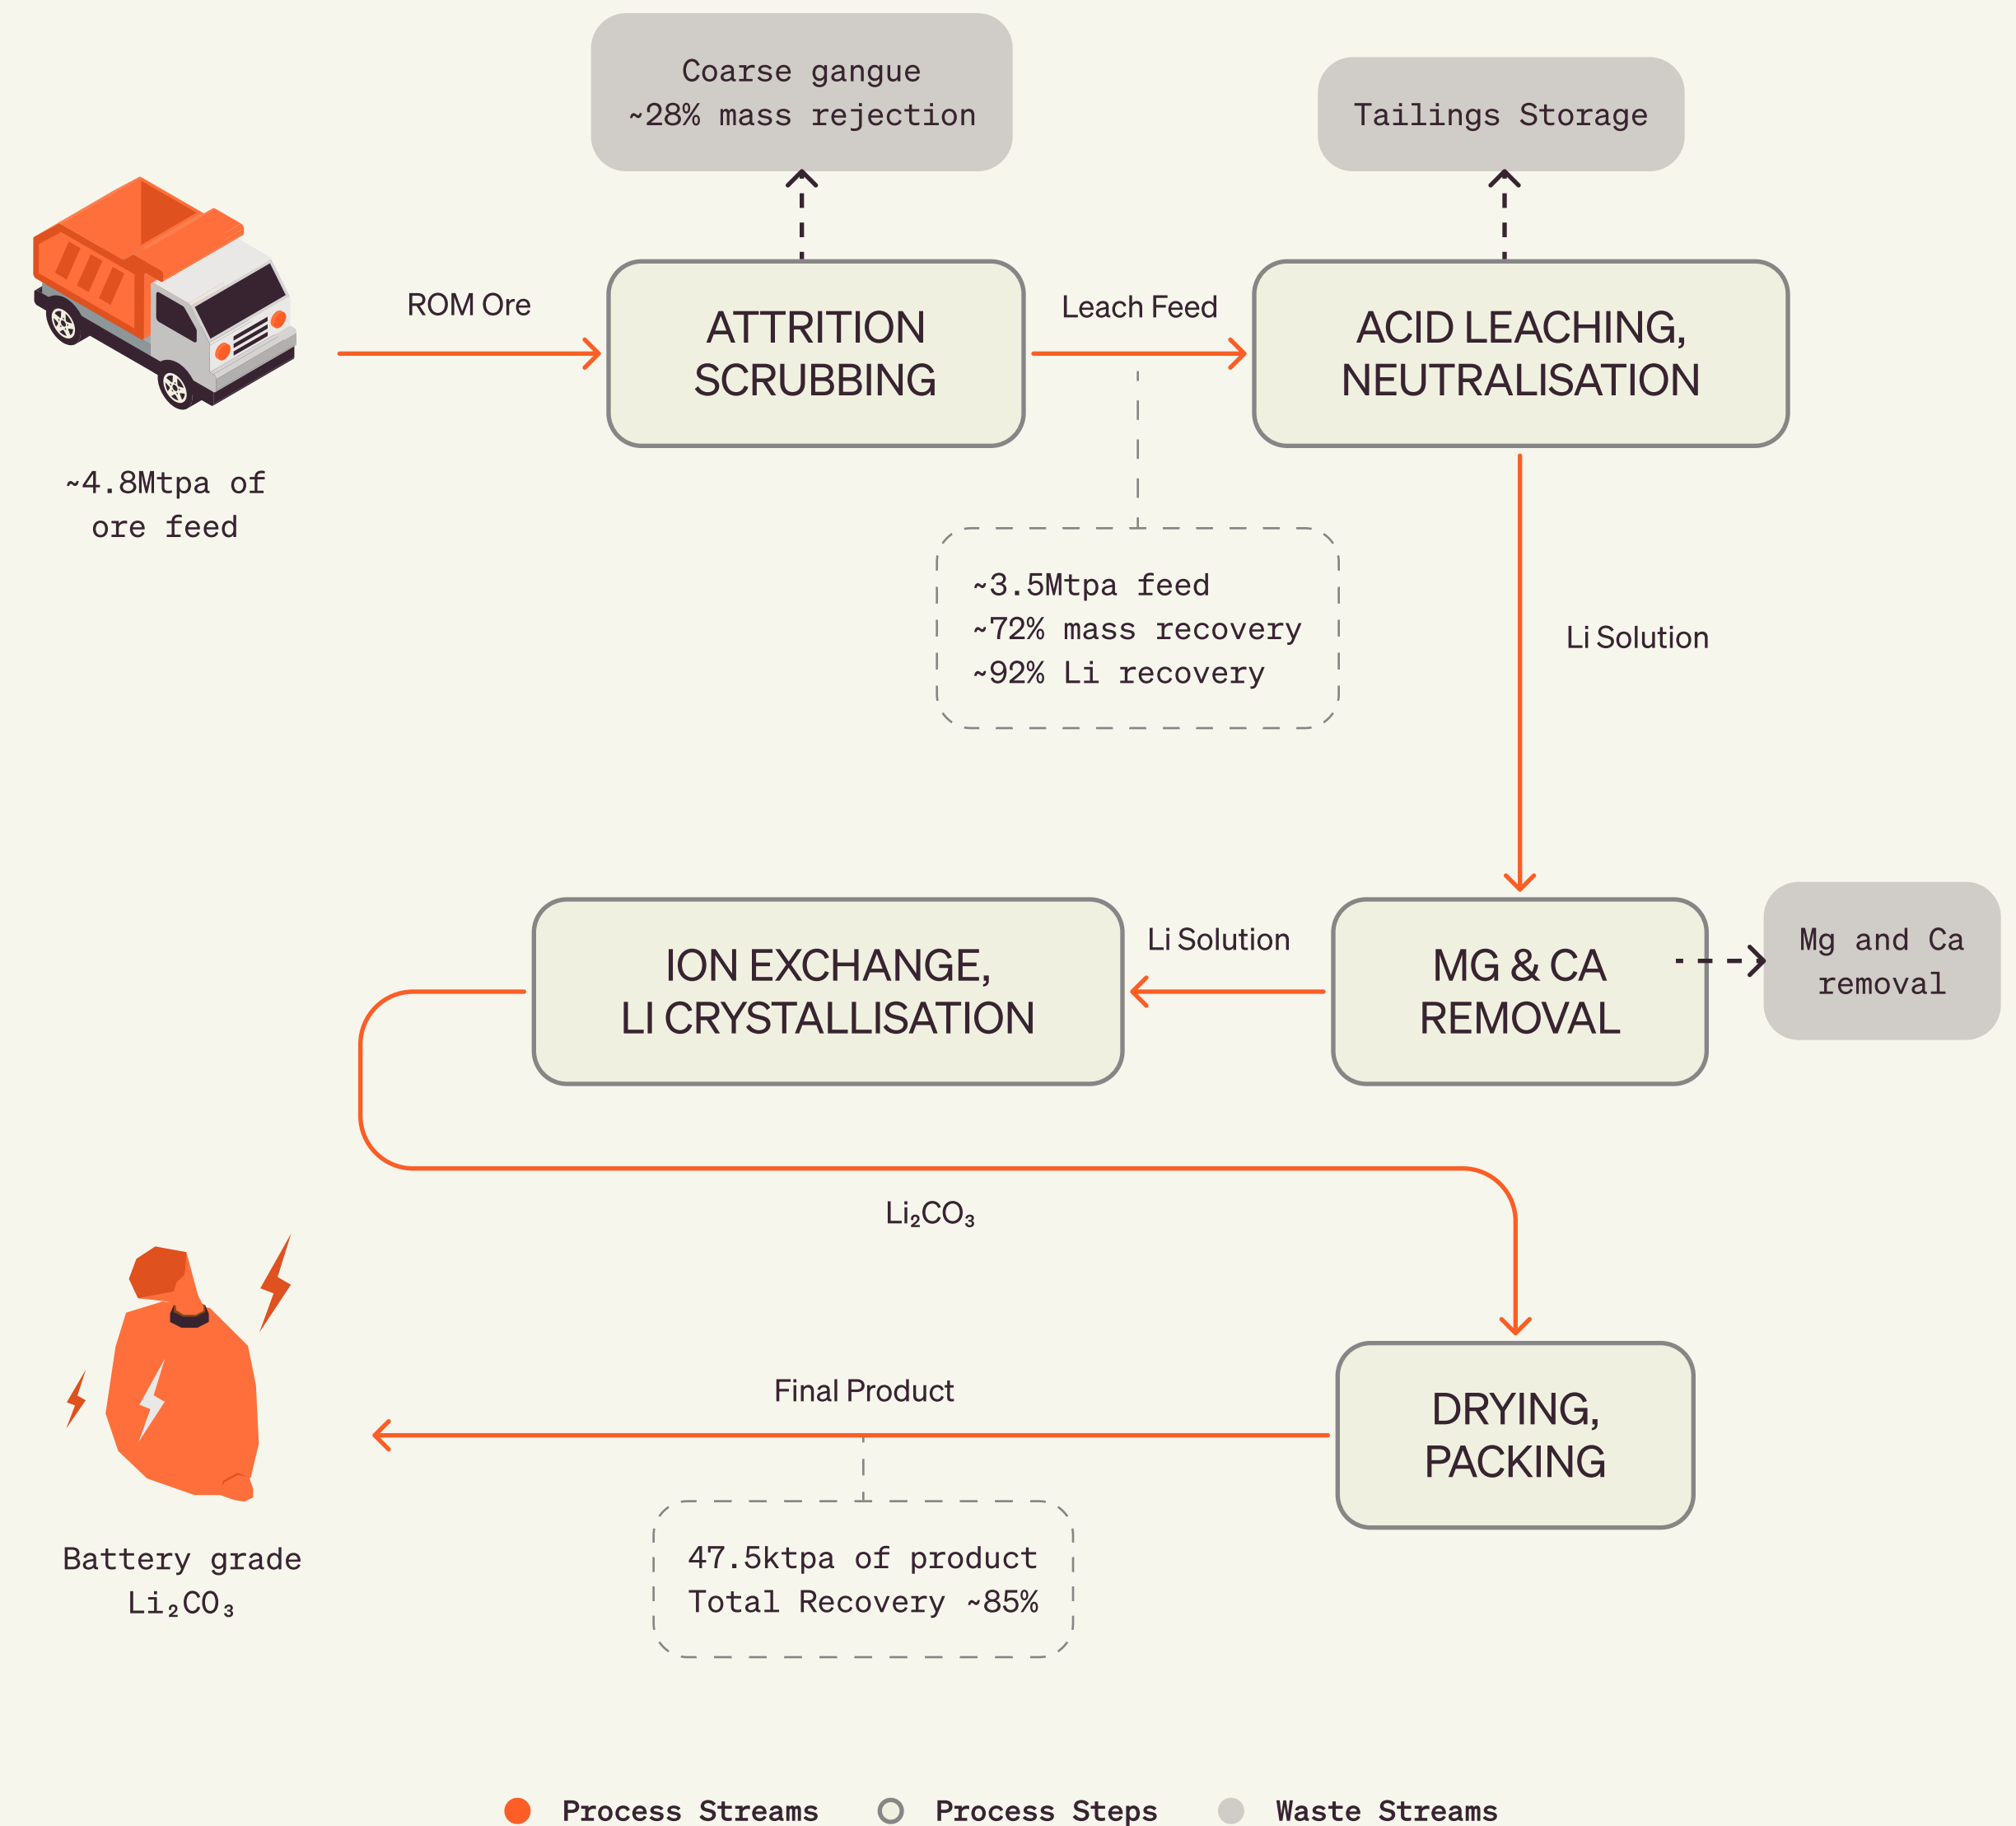 Coarse gangue
~28% mass rejection
Tailings Storage
ROM Ore
ATTRITION
SCRUBBING
Leach Feed
ACID LEACHING,
NEUTRALISATION
~4.8Mtpa of
ore feed
~3.5Mtpa feed
~72% mass recovery
~92% Li recovery
Li Solution
ION EXCHANGE,
LI CRYSTALLISATION
Li Solution
MG & CA
REMOVAL
Mg and Ca
removal
Li₂CO₃
Final Product
DRYING,
PACKING
47.5ktpa of product
Total Recovery ~85%
Battery grade
Li₂CO₃
Process Streams
Process Steps
Waste Streams